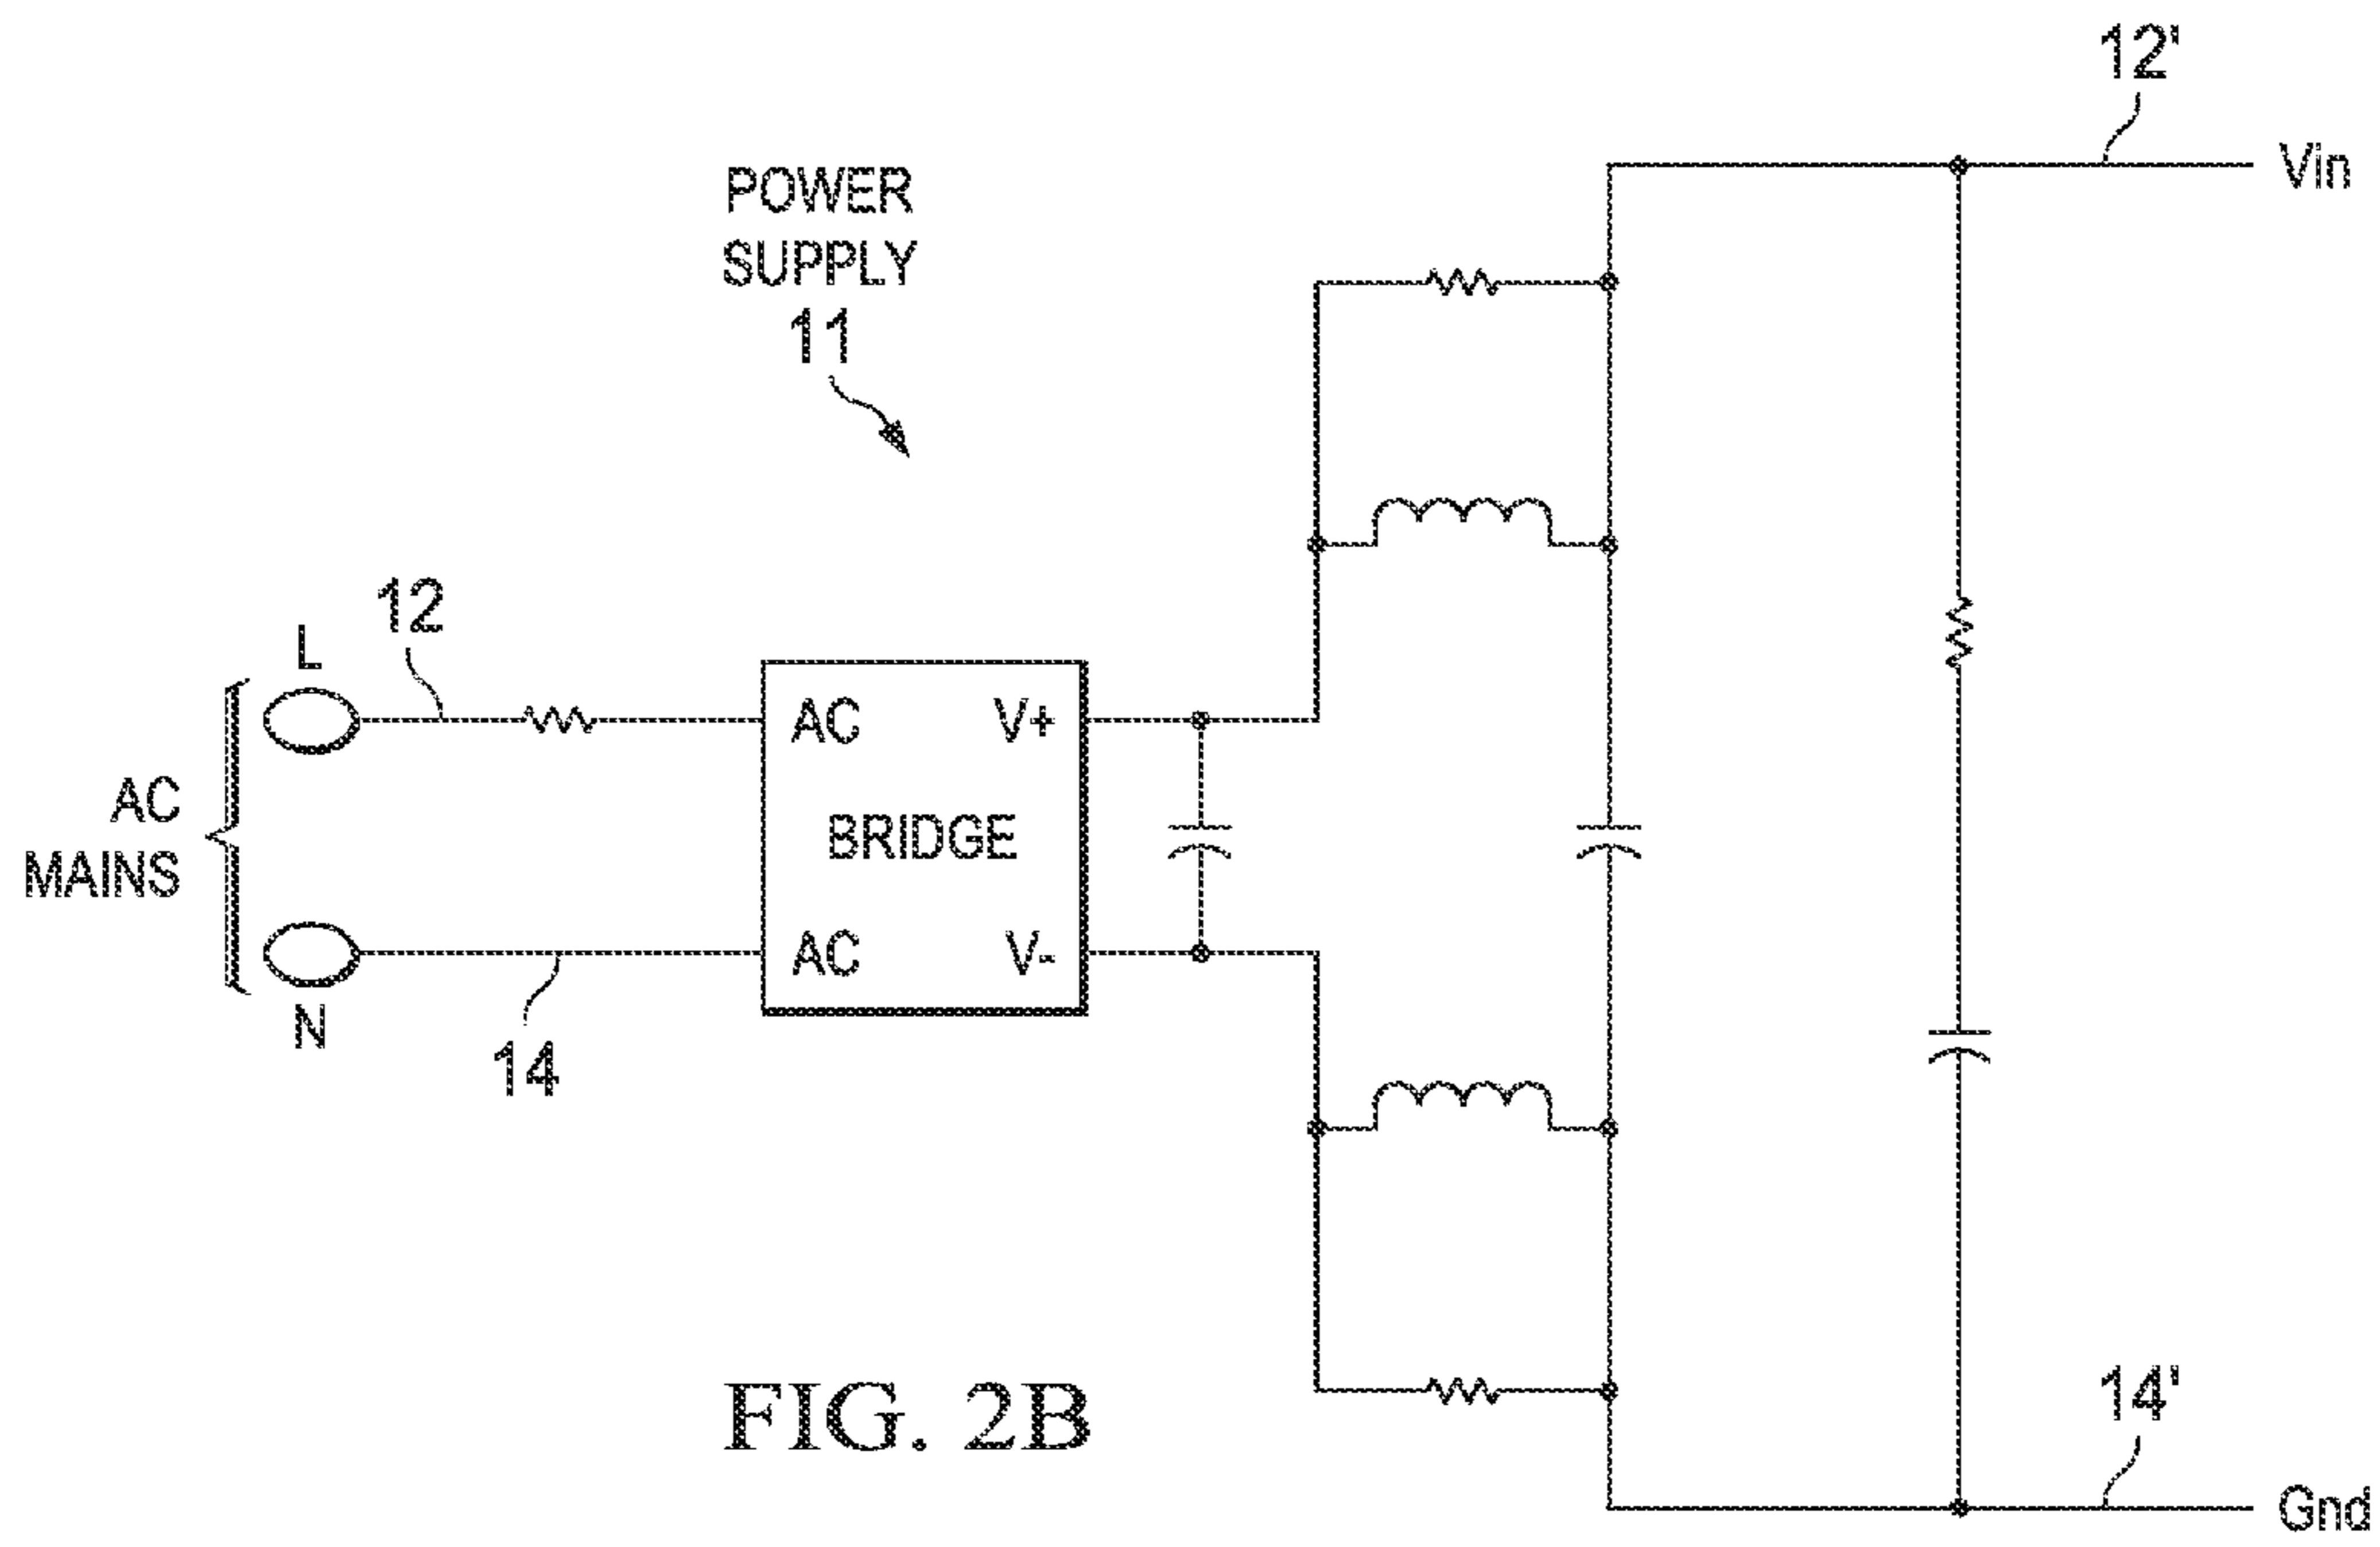 12'
Vin
POWER
SUPPLY
11
12
L
AC
MAINS
N
14
AC V+
BRIDGE
AC V-
14'
Gnd
FIG. 2B